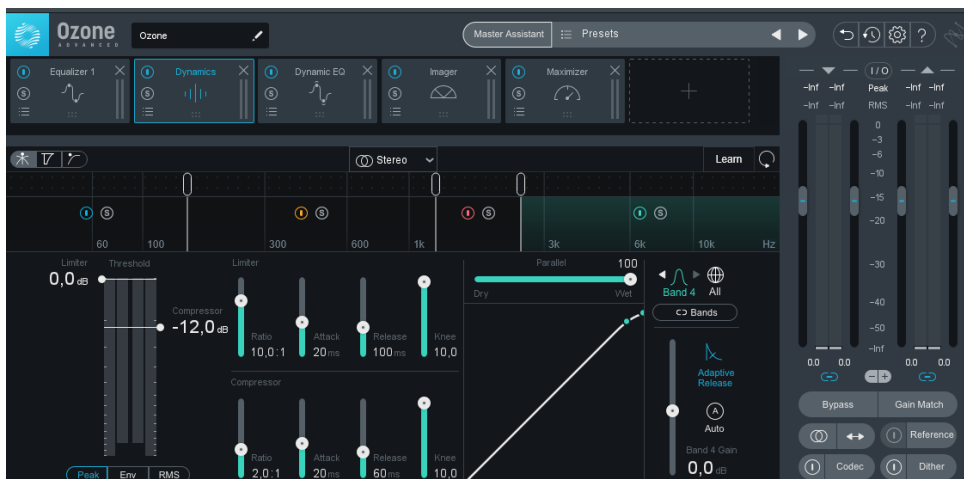 Ozone
ADVANCED
Ozone
Master Assistant
Presets
?
Equalizer 1
Dynamics
Dynamic EQ
Imager
Maximizer
S
S
S
S
S
+
I / O
-Inf -Inf Peak -Inf -Inf
-Inf -Inf RMS -Inf -Inf
0
-3
-6
-10
-15
-20
-30
-40
-50
-Inf
0.0 0.0 0.0 0.0
Stereo
Learn
S
S
S
S
60 100 300 600 1k 3k 6k 10k Hz
Limiter
0,0 dB
Threshold
Compressor
-12,0 dB
Limiter
Ratio
10,0:1
Attack
20 ms
Release
100 ms
Knee
10,0
Compressor
Ratio
2,0:1
Attack
20 ms
Release
60 ms
Knee
10,0
Peak Env RMS
Parallel
100
Dry Wet
Band 4 All
Bands
Adaptive
Release
A
Auto
Band 4 Gain
0,0 dB
Bypass
Gain Match
Reference
Codec
Dither